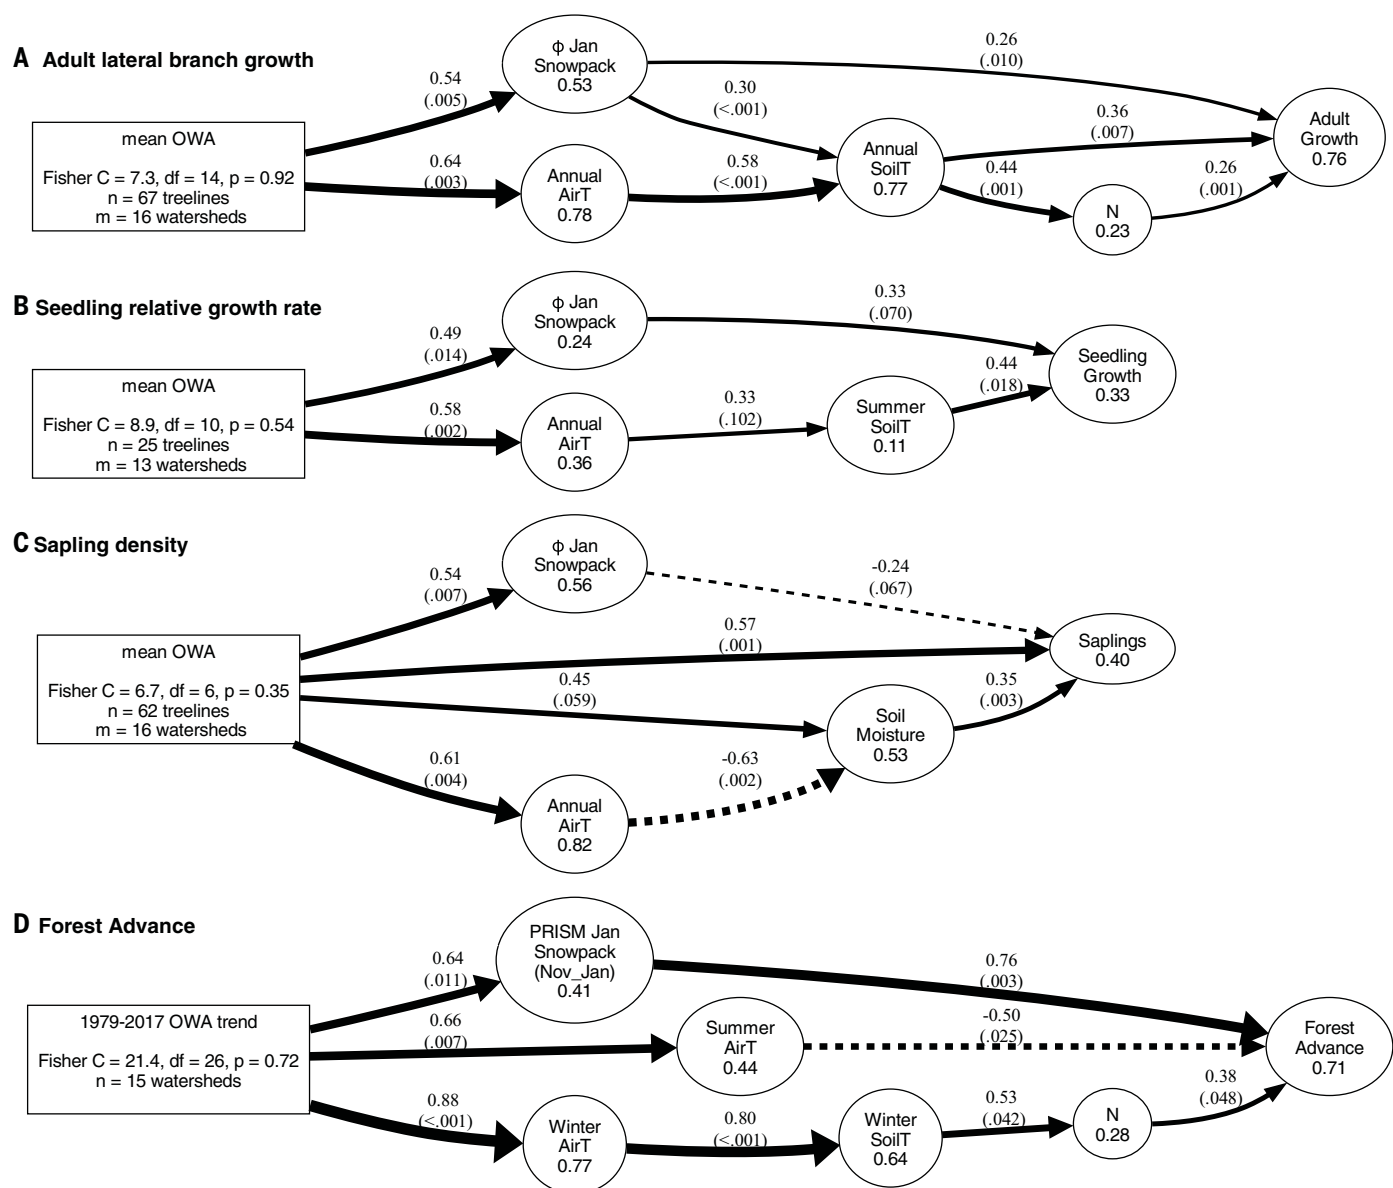 A Adult lateral branch growth
mean OWA
Fisher C = 7.3, df = 14, p = 0.92
n = 67 treelines
m = 16 watersheds
0.54
(.005)
0.64
(.003)
ϕ Jan
Snowpack
0.53
Annual
AirT
0.78
0.30
(<.001)
0.58
(<.001)
Annual
SoilT
0.77
0.26
(.010)
0.36
(.007)
0.44
(.001)
N
0.23
0.26
(.001)
Adult
Growth
0.76
B Seedling relative growth rate
mean OWA
Fisher C = 8.9, df = 10, p = 0.54
n = 25 treelines
m = 13 watersheds
0.49
(.014)
0.58
(.002)
ϕ Jan
Snowpack
0.24
Annual
AirT
0.36
0.33
(.102)
Summer
SoilT
0.11
0.33
(.070)
0.44
(.018)
Seedling
Growth
0.33
C Sapling density
mean OWA
Fisher C = 6.7, df = 6, p = 0.35
n = 62 treelines
m = 16 watersheds
0.54
(.007)
ϕ Jan
Snowpack
0.56
-0.24
(.067)
0.57
(.001)
0.45
(.059)
0.61
(.004)
Annual
AirT
0.82
-0.63
(.002)
Soil
Moisture
0.53
0.35
(.003)
Saplings
0.40
D Forest Advance
1979-2017 OWA trend
Fisher C = 21.4, df = 26, p = 0.72
n = 15 watersheds
0.64
(.011)
0.66
(.007)
0.88
(<.001)
PRISM Jan
Snowpack
(Nov_Jan)
0.41
Summer
AirT
0.44
Winter
AirT
0.77
0.80
(<.001)
Winter
SoilT
0.64
0.76
(.003)
-0.50
(.025)
0.53
(.042)
N
0.28
0.38
(.048)
Forest
Advance
0.71